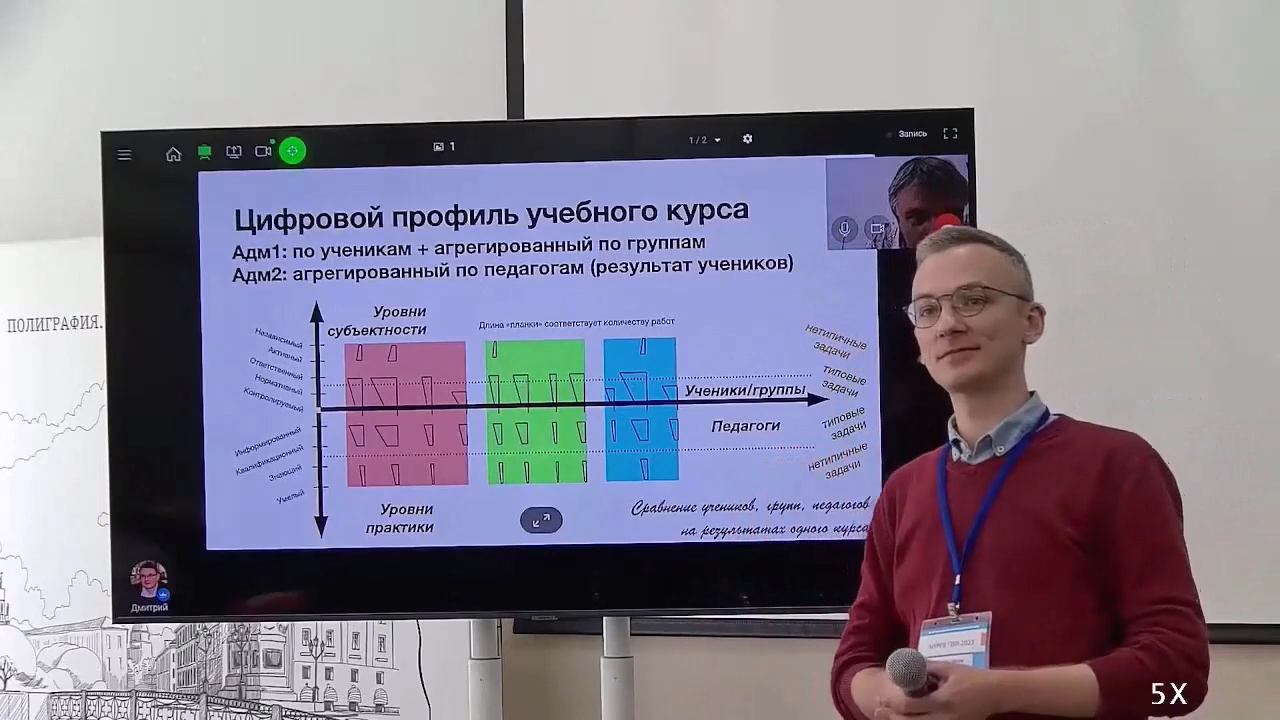 1
1 / 2
Запись
Цифровой профиль учебного курса
Адм1: по ученикам + агрегированный по группам
Адм2: агрегированный по педагогам (результат учеников)
ПОЛИГРАФИЯ.
Уровни
субъектности
Длина «планки» соответствует количеству работ
Независимый
Активный
Ответственный
Нормативный
Контролируемый
нетипичные
задачи
типовые
задачи
Ученики/группы
Педагоги
типовые
задачи
нетипичные
задачи
Информированный
Квалификационный
Знающий
Умелый
Уровни
практики
Сравнение учеников, групп, педагогов
на результатах одного курса
Дмитрий
5X